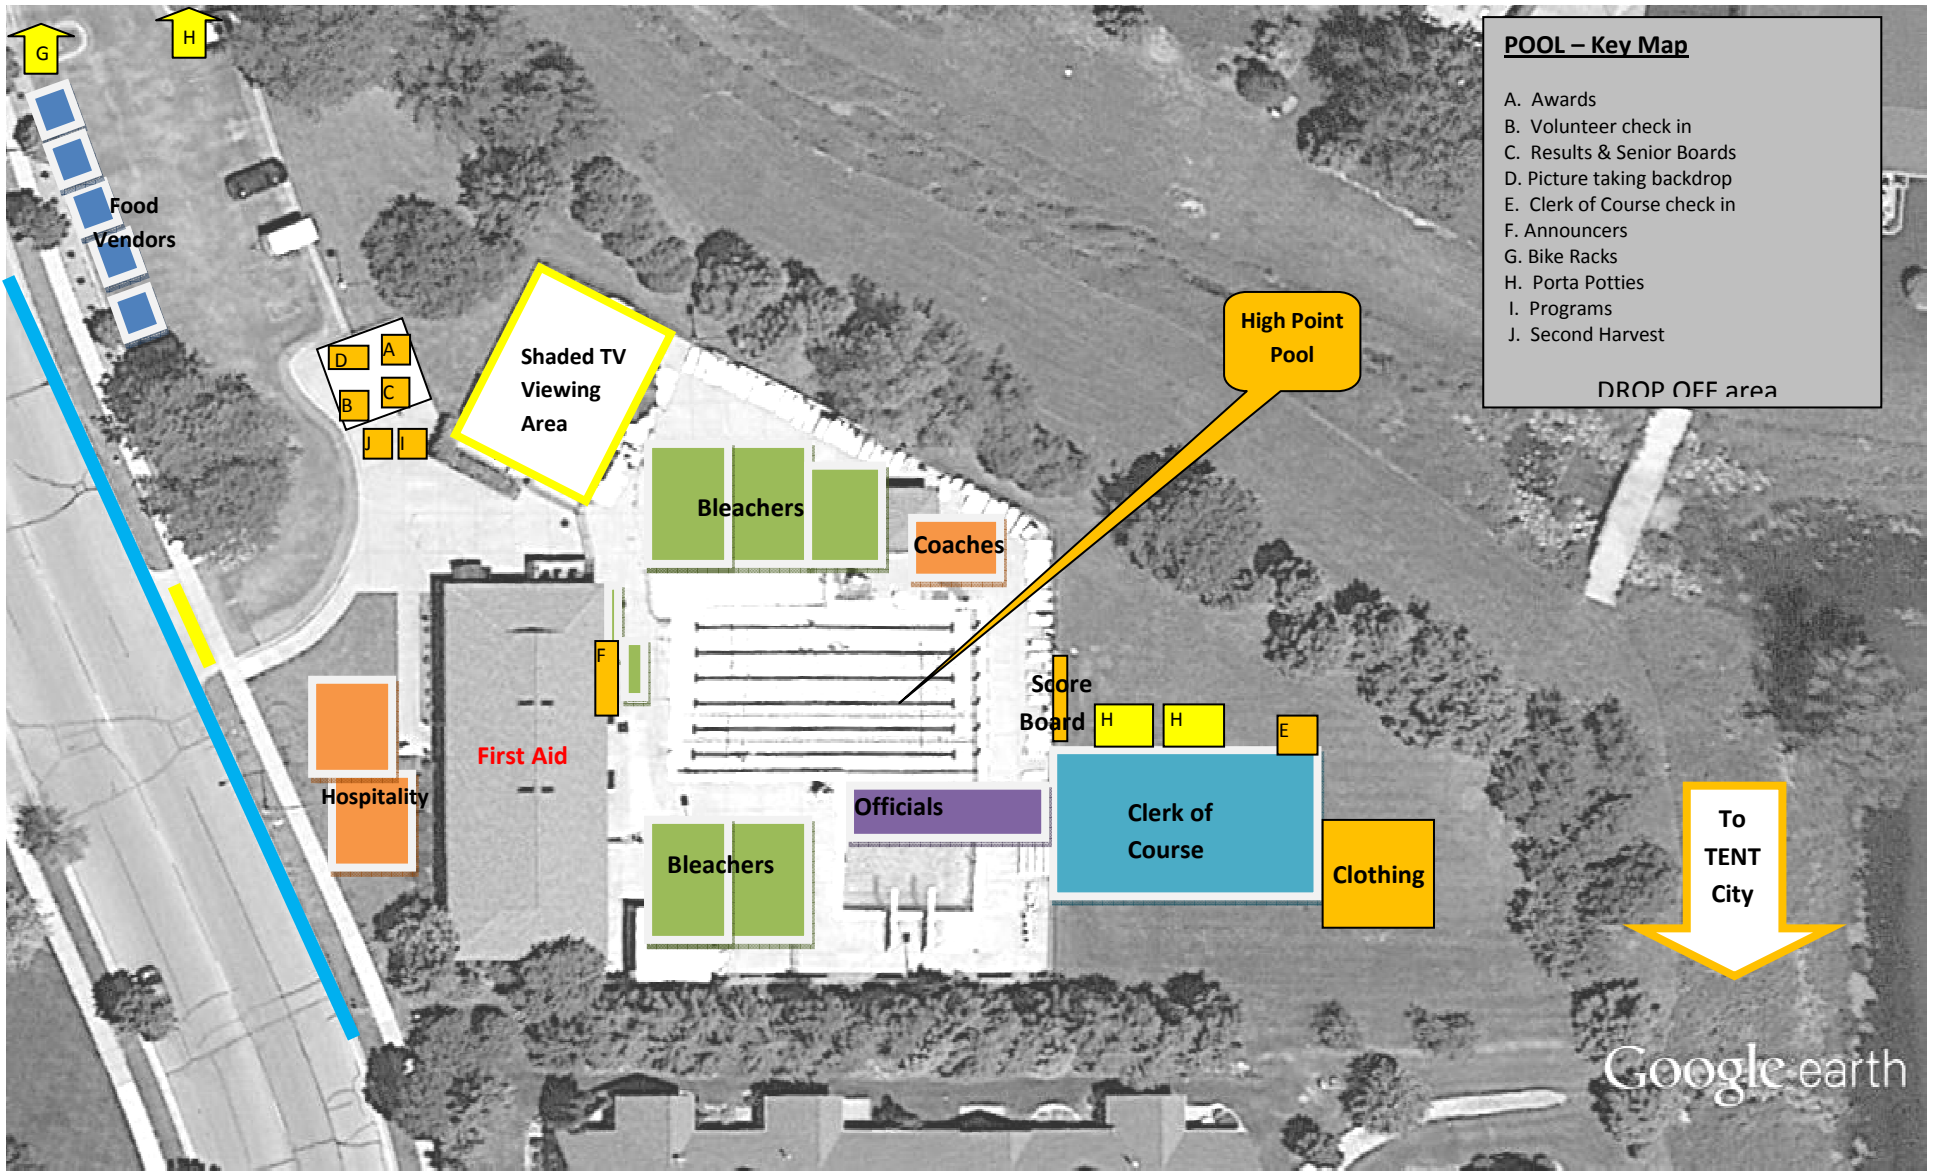 G
H
POOL – Key Map
A. Awards
B. Volunteer check in
C. Results & Senior Boards
D. Picture taking backdrop
E. Clerk of Course check in
F. Announcers
G. Bike Racks
H. Porta Potties
I. Programs
J. Second Harvest
DROP OFF area
Food
Vendors
High Point
Pool
D
A
B
C
J
I
Shaded TV
Viewing
Area
Bleachers
Coaches
F
Score
Board
H
H
E
First Aid
Hospitality
Officials
Clerk of
Course
Bleachers
Clothing
To
TENT
City
Google earth